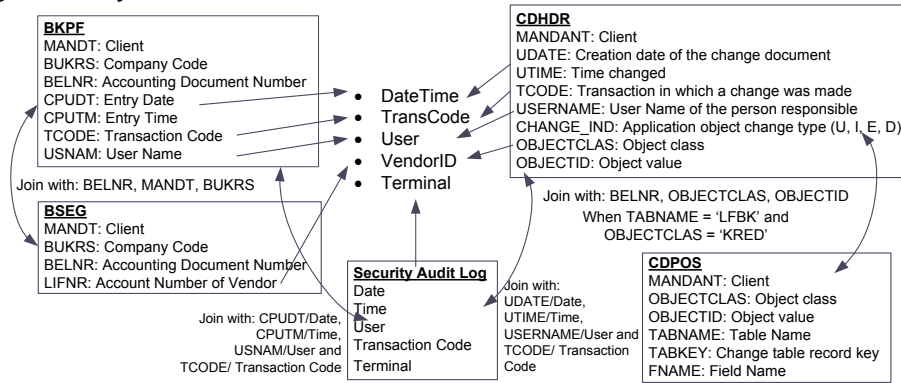 BKPF
MANDT: Client
BUKRS: Company Code
BELNR: Accounting Document Number
CPUDT: Entry Date
CPUTM: Entry Time
TCODE: Transaction Code
USNAM: User Name
Join with: BELNR, MANDT, BUKRS
BSEG
MANDT: Client
BUKRS: Company Code
BELNR: Accounting Document Number
LIFNR: Account Number of Vendor
• DateTime
• TransCode
• User
• VendorID
• Terminal
Join with: CPUDT/Date,
CPUTM/Time,
USNAM/User and
TCODE/ Transaction Code
Security Audit Log
Date
Time
User
Transaction Code
Terminal
Join with:
UDATE/Date,
UTIME/Time,
USERNAME/User and
TCODE/ Transaction
Code
CDHDR
MANDANT: Client
UDATE: Creation date of the change document
UTIME: Time changed
TCODE: Transaction in which a change was made
USERNAME: User Name of the person responsible
CHANGE_IND: Application object change type (U, I, E, D)
OBJECTCLAS: Object class
OBJECTID: Object value
Join with: BELNR, OBJECTCLAS, OBJECTID
When TABNAME = ‘LFBK’ and
OBJECTCLAS = ‘KRED’
CDPOS
MANDANT: Client
OBJECTCLAS: Object class
OBJECTID: Object value
TABNAME: Table Name
TABKEY: Change table record key
FNAME: Field Name